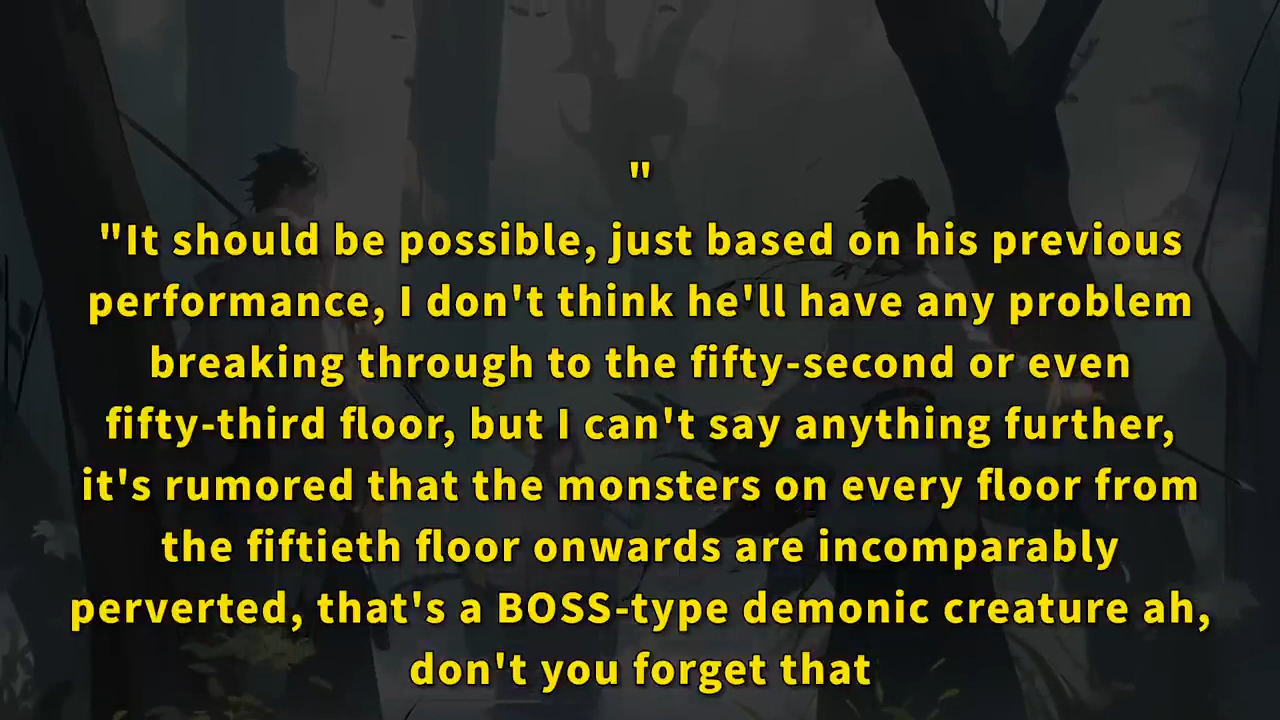 "
"It should be possible, just based on his previous
performance, I don't think he'll have any problem
breaking through to the fifty-second or even
fifty-third floor, but I can't say anything further,
it's rumored that the monsters on every floor from
the fiftieth floor onwards are incomparably
perverted, that's a BOSS-type demonic creature ah,
don't you forget that